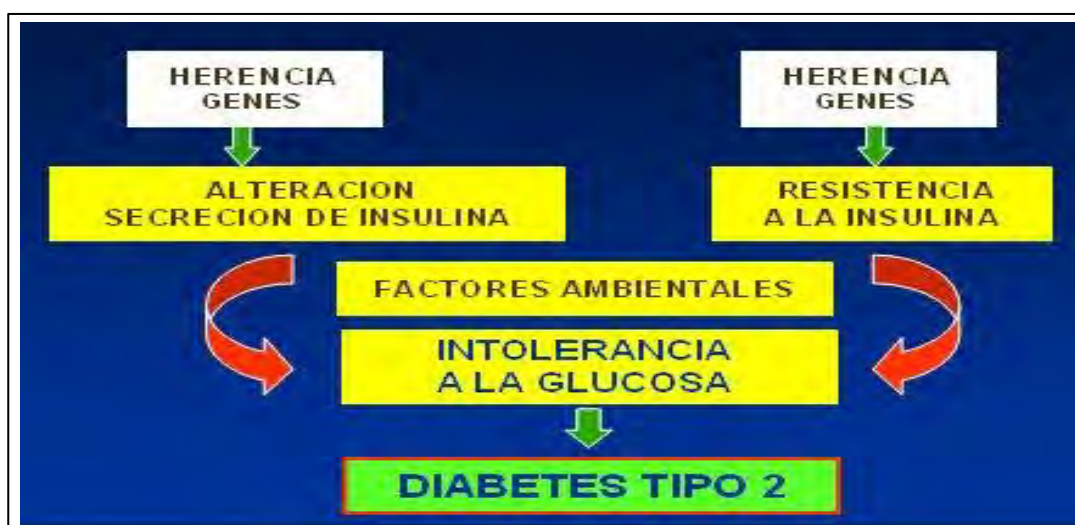 HERENCIA
GENES
HERENCIA
GENES
ALTERACION
SECRECION DE INSULINA
RESISTENCIA
A LA INSULINA
FACTORES AMBIENTALES
INTOLERANCIA
A LA GLUCOSA
DIABETES TIPO 2